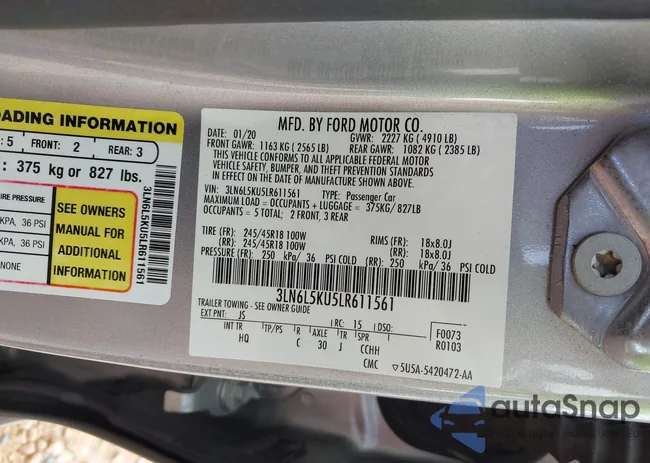 OADING INFORMATION
: 5 FRONT: 2 REAR: 3
: 375 kg or 827 lbs.
RE PRESSURE
KPA, 36 PSI
KPA, 36 PSI
NONE
SEE OWNERS
MANUAL FOR
ADDITIONAL
INFORMATION
3LN6L5KU5LR611561
MFD. BY FORD MOTOR CO.
DATE: 01/20 GVWR: 2227 KG ( 4910 LB)
FRONT GAWR: 1163 KG ( 2565 LB) REAR GAWR: 1082 KG ( 2385 LB)
THIS VEHICLE CONFORMS TO ALL APPLICABLE FEDERAL MOTOR
VEHICLE SAFETY, BUMPER, AND THEFT PREVENTION STANDARDS
IN EFFECT ON THE DATE OF MANUFACTURE SHOWN ABOVE.
VIN: 3LN6L5KU5LR611561 TYPE: Passenger Car
MAXIMUM LOAD = OCCUPANTS + LUGGAGE = 375KG/827LB
OCCUPANTS = 5 TOTAL; 2 FRONT, 3 REAR
TIRE (FR): 245/45R18 100W RIMS (FR): 18x8.0J
(RR): 245/45R18 100W (RR): 18x8.0J
PRESSURE (FR): 250 kPa/ 36 PSI COLD (RR): 250 kPa/ 36 PSI COLD
3LN6L5KU5LR611561
TRAILER TOWING - SEE OWNER GUIDE
EXT PNT: JS RC: 15 DSO: F0073
INT TR TP/PS R AXLE TR SPR R0103
HQ C 30 J CCHH
CMC 5U5A-5420472-AA
autoSnap